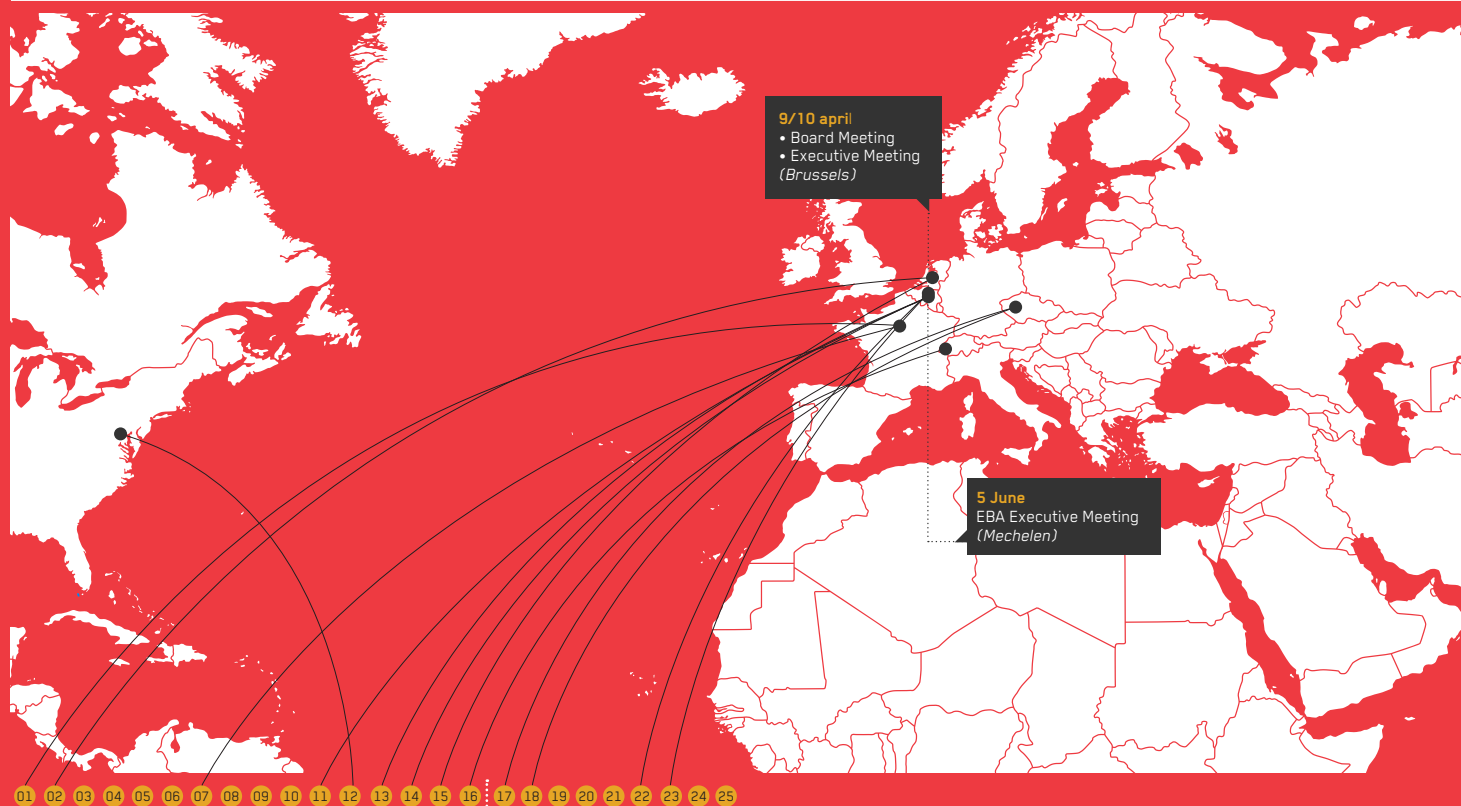 9/10 april
• Board Meeting
• Executive Meeting
(Brussels)
5 June
EBA Executive Meeting
(Mechelen)
01 02 03 04 05 06 07 08 09 10 11 12 13 14 15 16 17 18 19 20 21 22 23 24 25